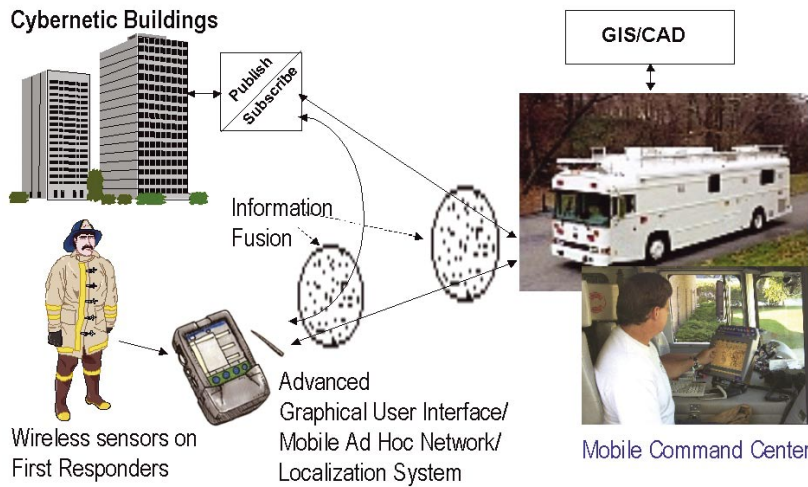 Cybernetic Buildings
Publish
Subscribe
GIS/CAD
Information
Fusion
Wireless sensors on
First Responders
Advanced
Graphical User Interface/
Mobile Ad Hoc Network/
Localization System
Mobile Command Center